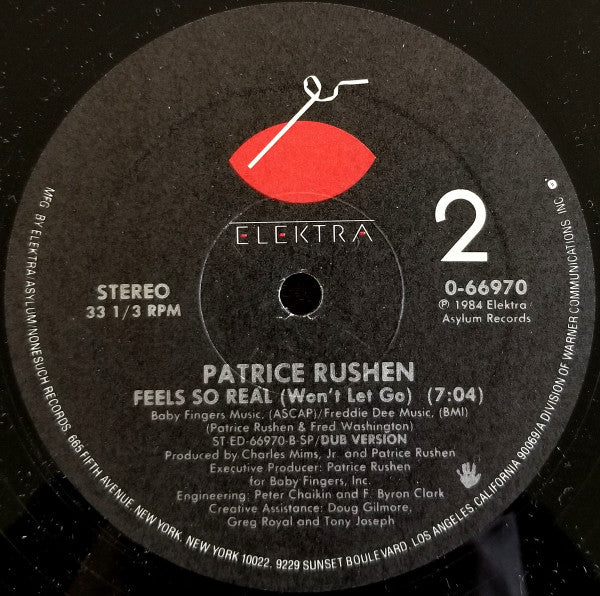 ELEKTRA
2
STEREO
33 1/3 RPM
0-66970
℗ 1984 Elektra/
Asylum Records
PATRICE RUSHEN
FEELS SO REAL (Won't Let Go) (7:04)
Baby Fingers Music, (ASCAP)/Freddie Dee Music, (BMI)
(Patrice Rushen & Fred Washington)
ST-ED-66970-B-SP/DUB VERSION
Produced by Charles Mims, Jr. and Patrice Rushen
Executive Producer: Patrice Rushen
for Baby Fingers, Inc.
Engineering: Peter Chaikin and F. Byron Clark
Creative Assistance: Doug Gilmore,
Greg Royal and Tony Joseph
MFG. BY ELEKTRA/ASYLUM/NONESUCH RECORDS, 665 FIFTH AVENUE, NEW YORK, NEW YORK 10022, 9229 SUNSET BOULEVARD, LOS ANGELES, CALIFORNIA 90069/A DIVISION OF WARNER COMMUNICATIONS, INC.